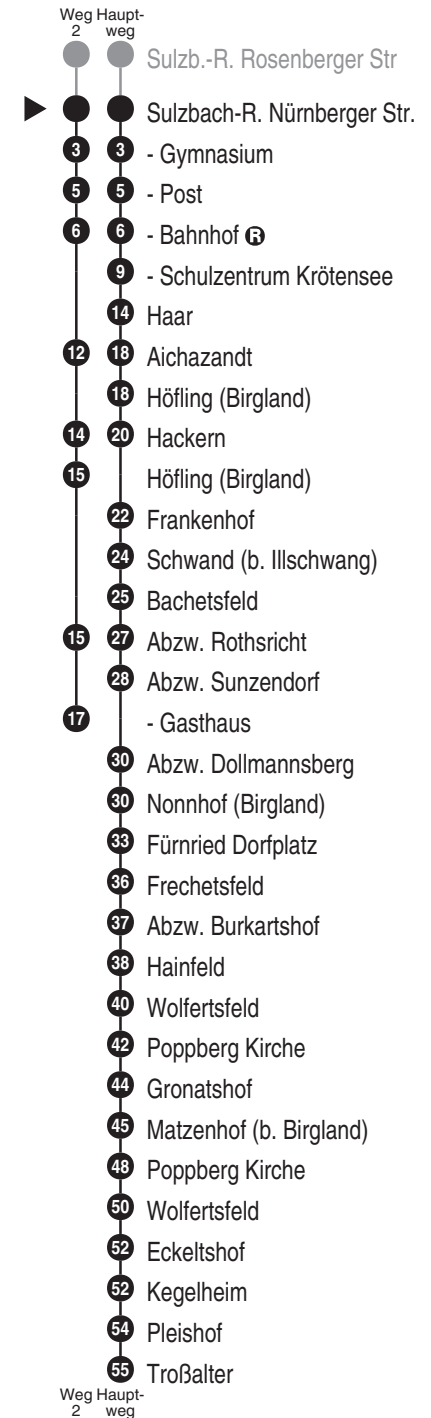 Weg Haupt-
2 weg
Sulzb.-R. Rosenberger Str
Sulzbach-R. Nürnberger Str.
3 3 - Gymnasium
5 5 - Post
6 6 - Bahnhof R
9 - Schulzentrum Krötensee
14 Haar
12 18 Aichazandt
18 Höfling (Birgland)
14 20 Hackern
15 Höfling (Birgland)
22 Frankenhof
24 Schwand (b. Illschwang)
25 Bachetsfeld
15 27 Abzw. Rothsricht
28 Abzw. Sunzendorf
17 - Gasthaus
30 Abzw. Dollmannsberg
30 Nonnhof (Birgland)
33 Fürnried Dorfplatz
36 Frechetsfeld
37 Abzw. Burkartshof
38 Hainfeld
40 Wolfertsfeld
42 Poppberg Kirche
44 Gronatshof
45 Matzenhof (b. Birgland)
48 Poppberg Kirche
50 Wolfertsfeld
52 Eckeltshof
52 Kegelheim
54 Pleishof
55 Troßalter
Weg Haupt-
2 weg